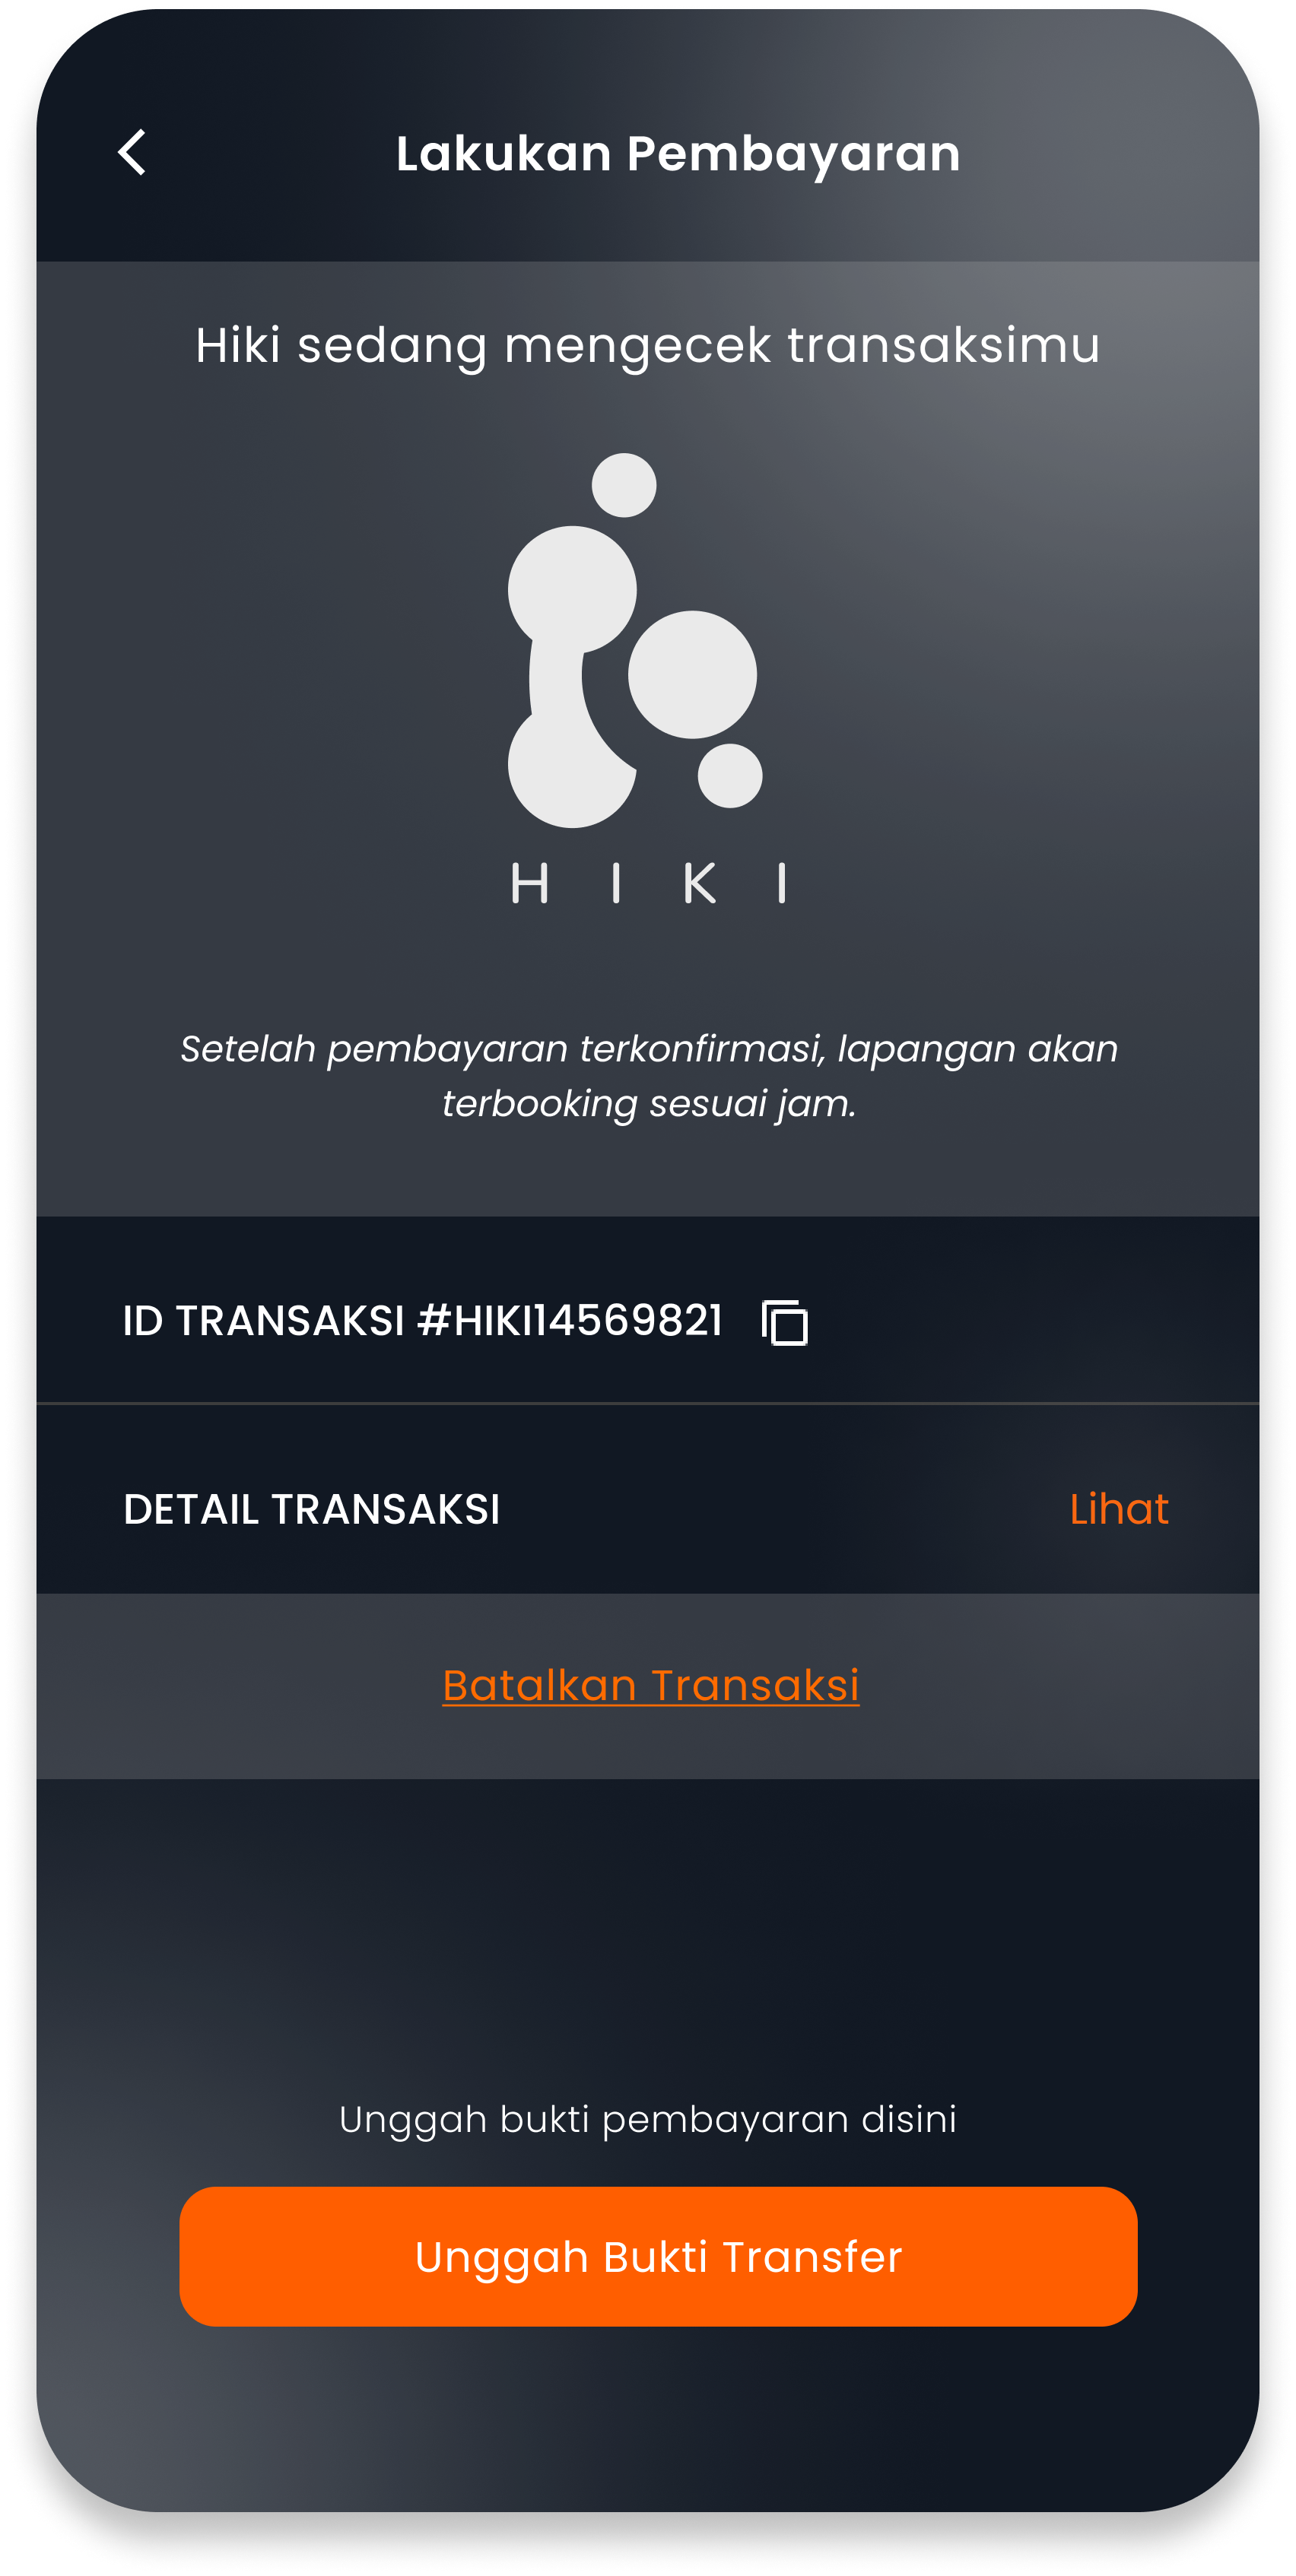 Lakukan Pembayaran
Hiki sedang mengecek transaksimu
HIKI
Setelah pembayaran terkonfirmasi, lapangan akan
terbooking sesuai jam.
ID TRANSAKSI #HIKI14569821
DETAIL TRANSAKSI Lihat
Batalkan Transaksi
Unggah bukti pembayaran disini
Unggah Bukti Transfer